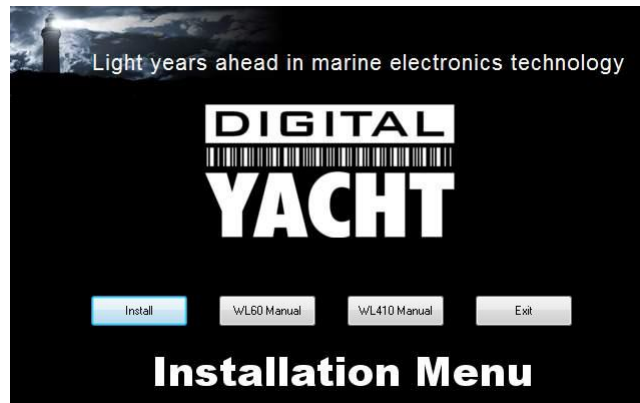 Light years ahead in marine electronics technology
DIGITAL
YACHT
Install WL60 Manual WL410 Manual Exit
Installation Menu